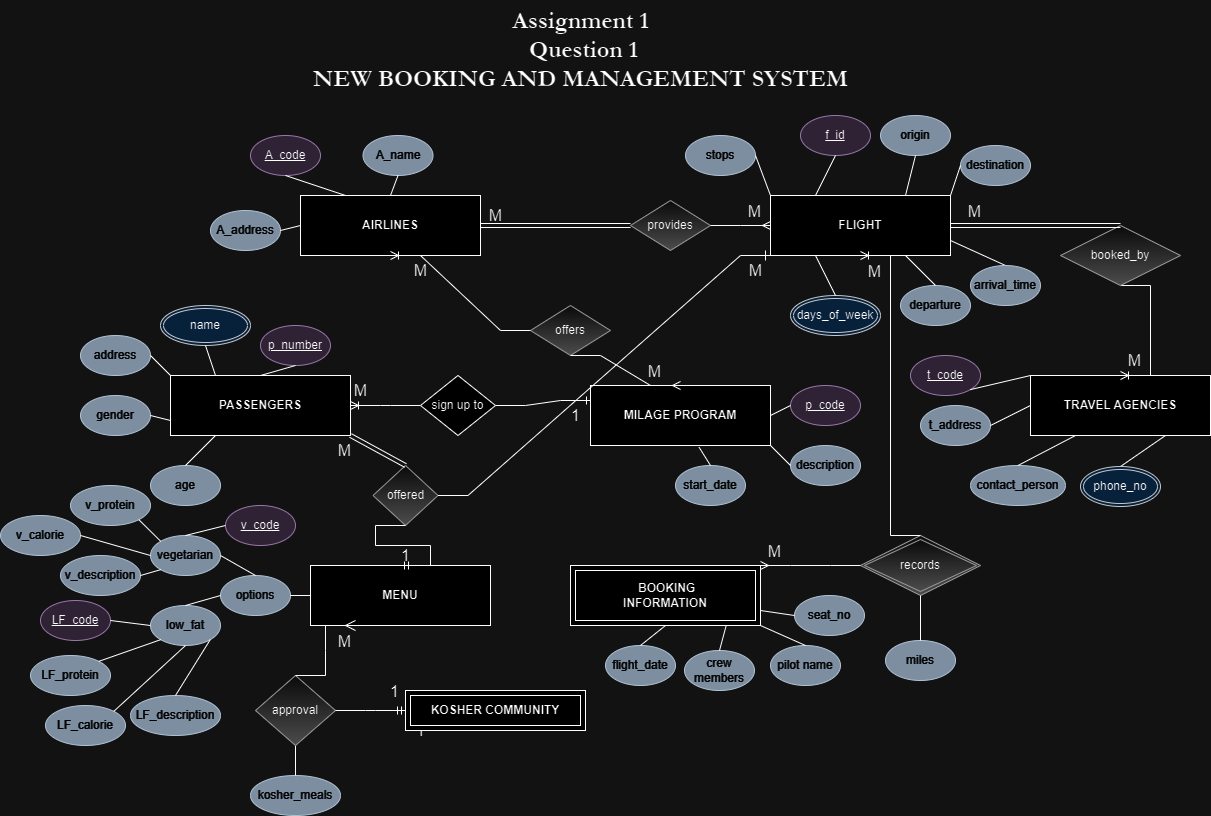 Assignment 1
Question 1
NEW BOOKING AND MANAGEMENT SYSTEM
A_code
A_name
A_address
AIRLINES
M
M
provides
M
stops
f_id
origin
destination
FLIGHT
M
M
M
days_of_week
departure
arrival_time
booked_by
offers
M
name
address
p_number
gender
PASSENGERS
M
M
age
sign up to
1
MILAGE PROGRAM
p_code
description
start_date
M
t_code
t_address
TRAVEL AGENCIES
contact_person
phone_no
offered
v_protein
v_calorie
v_code
vegetarian
v_description
options
LF_code
low_fat
LF_protein
LF_calorie
LF_description
1
MENU
M
approval
1
KOSHER COMMUNITY
kosher_meals
M
BOOKING
INFORMATION
records
seat_no
flight_date
crew
members
pilot name
miles